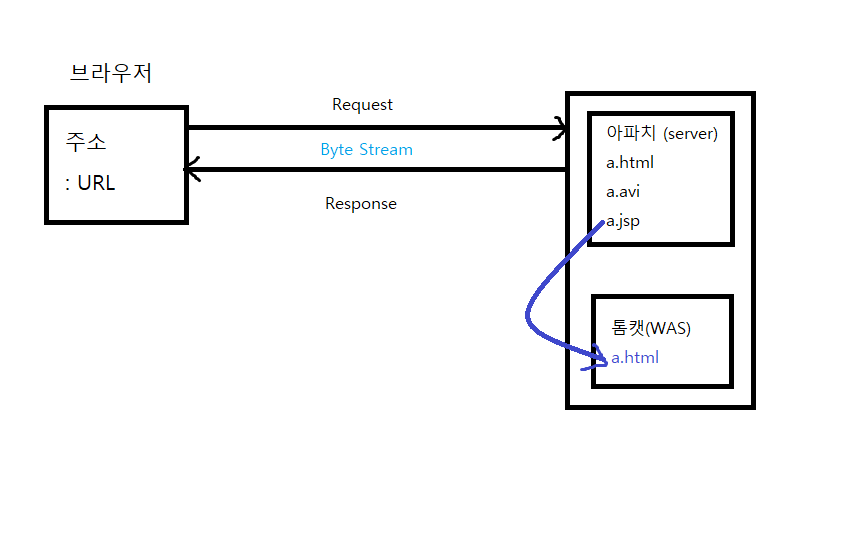 브라우저
주소
: URL
Request
Byte Stream
Response
아파치 (server)
a.html
a.avi
a.jsp
톰캣(WAS)
a.html